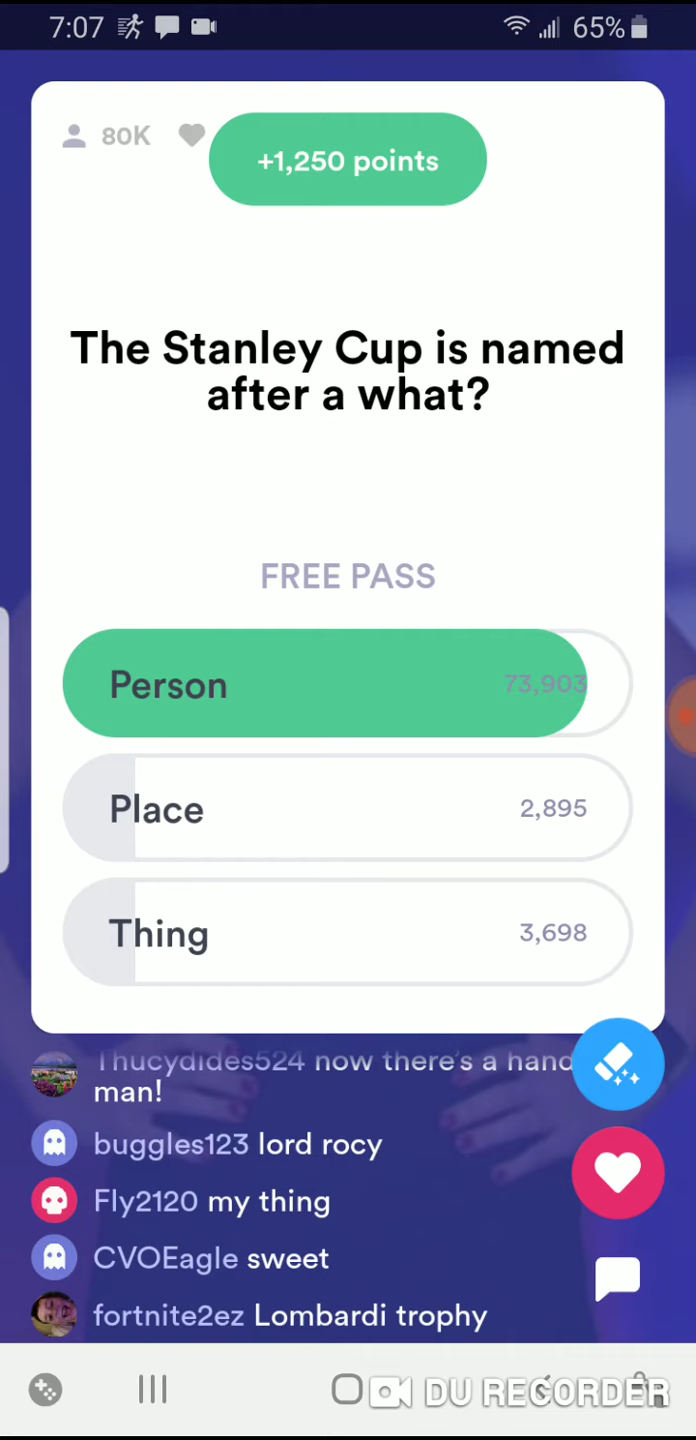 7:07 65%
80K
+1,250 points
The Stanley Cup is named
after a what?
FREE PASS
Person 73,903
Place 2,895
Thing 3,698
Thucydides524 now there's a hand
man!
buggles123 lord rocy
Fly2120 my thing
CVOEagle sweet
fortnite2ez Lombardi trophy
DU RECORDER